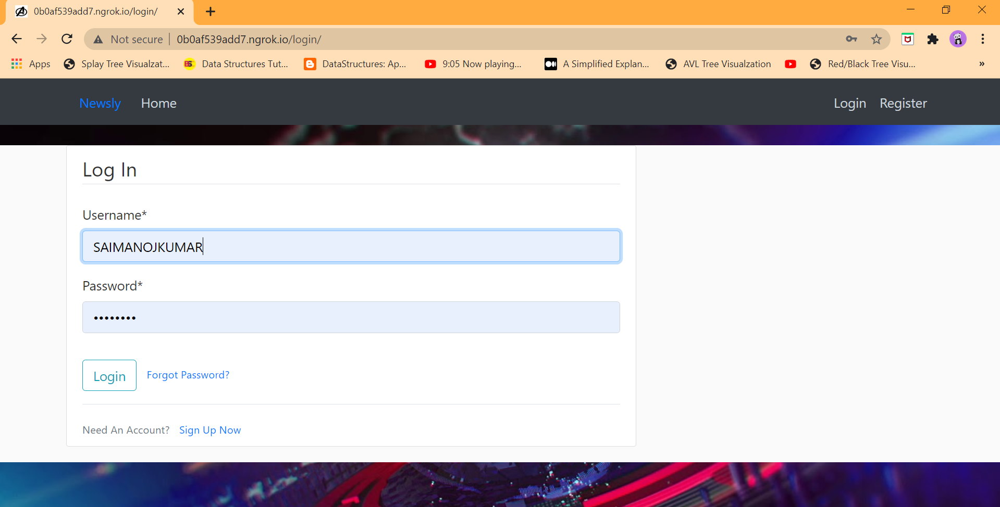 0b0af539add7.ngrok.io/login/
Not secure 0b0af539add7.ngrok.io/login/
Apps Splay Tree Visualzat... Data Structures Tut... DataStructures: Ap... 9:05 Now playing... A Simplified Explan... AVL Tree Visualzation Red/Black Tree Visu... »
Newsly Home Login Register
Log In
Username*
SAIMANOJKUMAR
Password*
••••••••
Login Forgot Password?
Need An Account? Sign Up Now